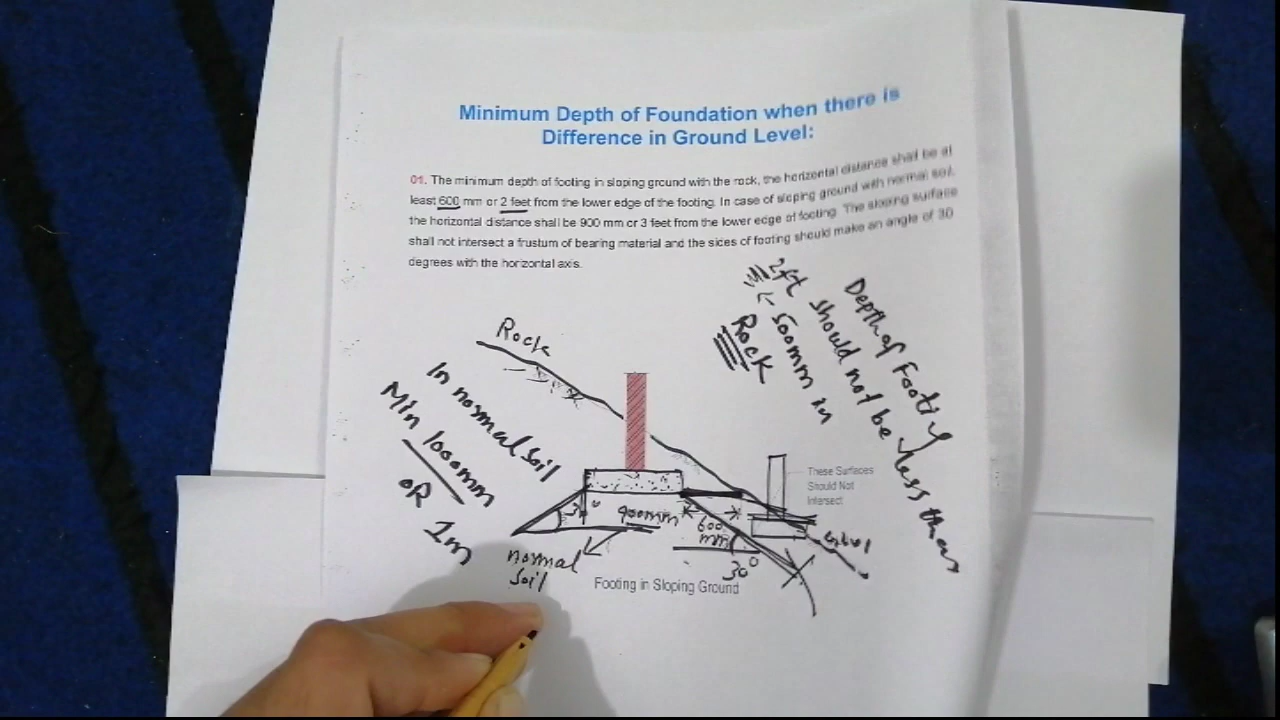 Minimum Depth of Foundation when there is
Difference in Ground Level:
01. The minimum depth of footing in sloping ground with the rock, the horizental distance shall be at
least 600 mm or 2 feet from the lower edge of the footing. In case of sloping ground with normal soil,
the horizontal distance shall be 900 mm or 3 feet from the lower edge of footing. The sloping surface
shall not intersect a frustum of bearing material and the sides of footing should make an angle of 30
degrees with the horizontal axis.
Depth of Footing
should not be less than
2ft
500mm in
Rock
Rock
In normal soil
Min 1000mm
OR 1m
These Surfaces
Should Not
Intersect
900mm
600
mm
30°
normal
soil
Footing in Sloping Ground